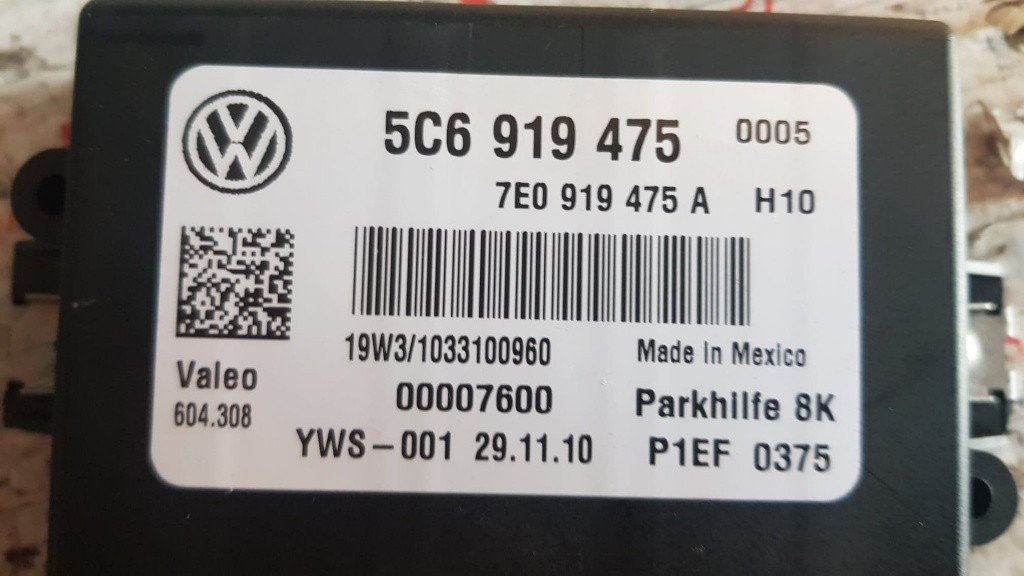 5C6 919 475 0005
7E0 919 475 A H10
19W3/1033100960 Made in Mexico
Valeo 00007600 Parkhilfe 8K
604.308
YWS-001 29.11.10 P1EF 0375